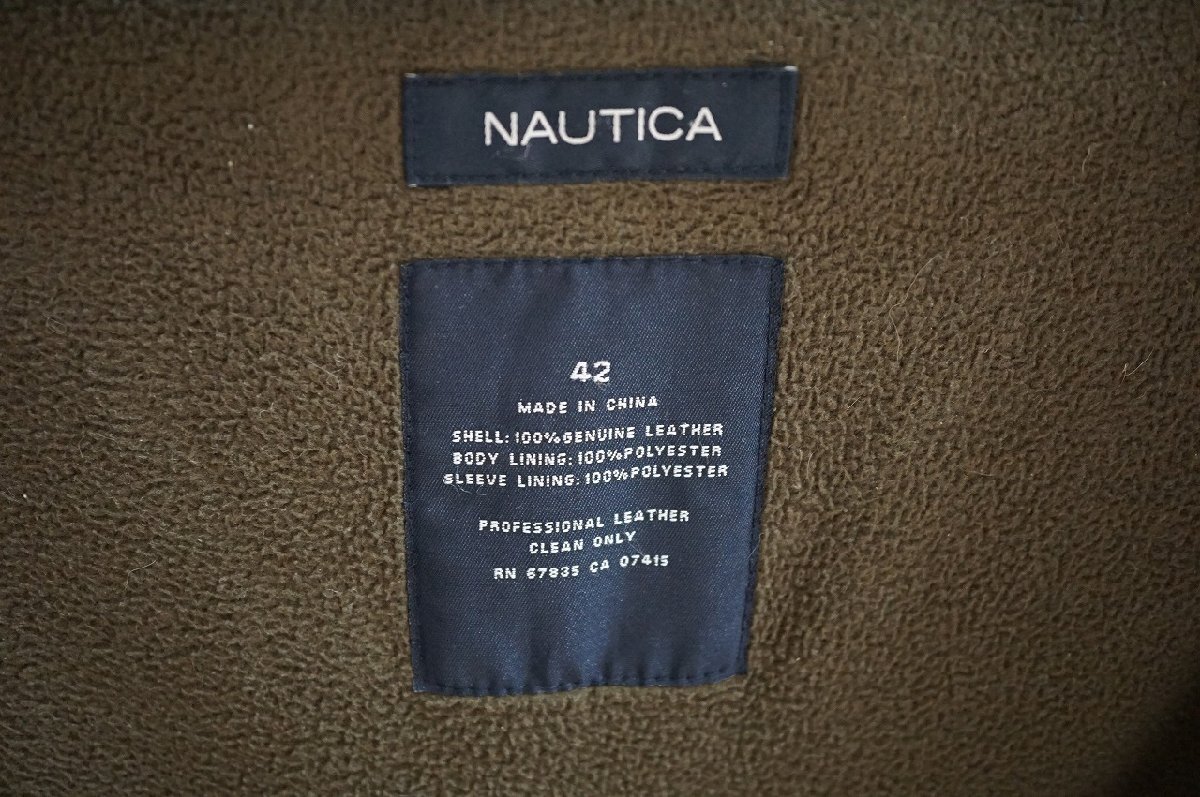 NAUTICA
42
MADE IN CHINA
SHELL: 100% GENUINE LEATHER
BODY LINING: 100% POLYESTER
SLEEVE LINING: 100% POLYESTER
PROFESSIONAL LEATHER
CLEAN ONLY
RN 67835 CA 07415